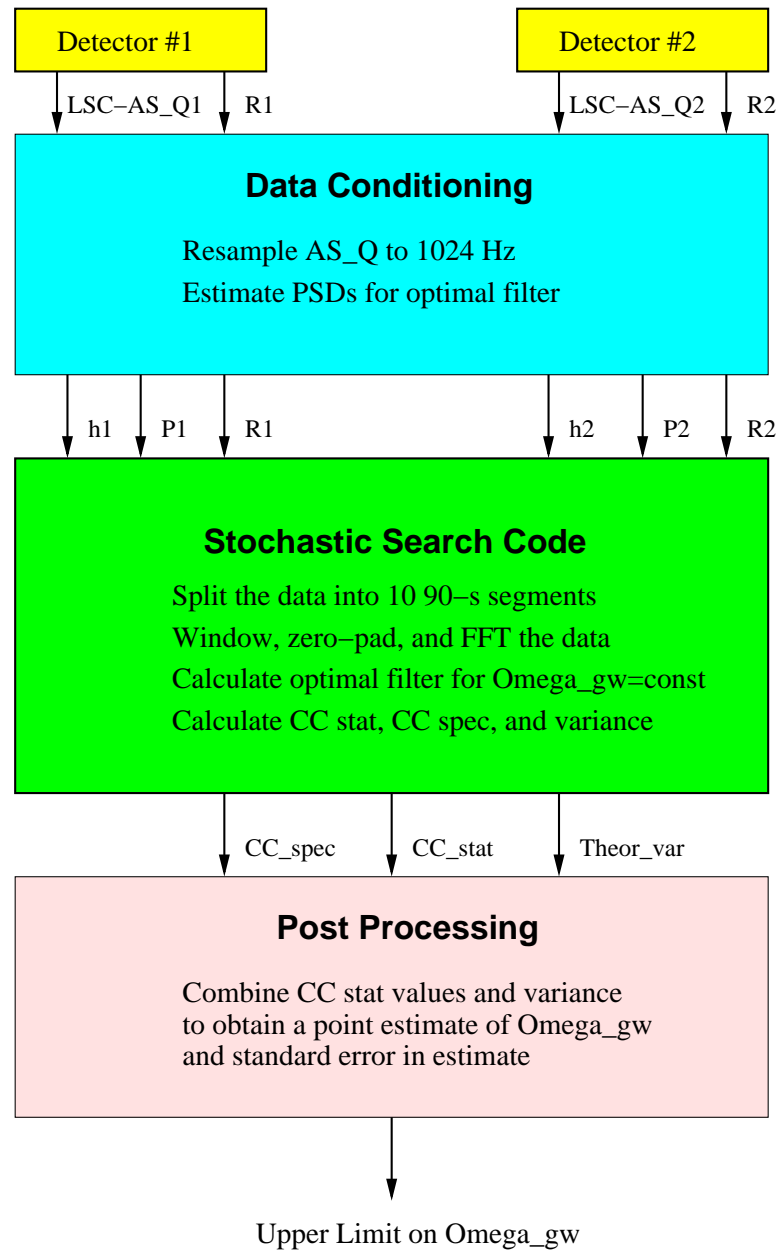 Detector #1
Detector #2
LSC−AS_Q1
R1
LSC−AS_Q2
R2
Data Conditioning
Resample AS_Q to 1024 Hz
Estimate PSDs for optimal filter
h1
P1
R1
h2
P2
R2
Stochastic Search Code
Split the data into 10 90−s segments
Window, zero−pad, and FFT the data
Calculate optimal filter for Omega_gw=const
Calculate CC stat, CC spec, and variance
CC_spec
CC_stat
Theor_var
Post Processing
Combine CC stat values and variance
to obtain a point estimate of Omega_gw
and standard error in estimate
Upper Limit on Omega_gw